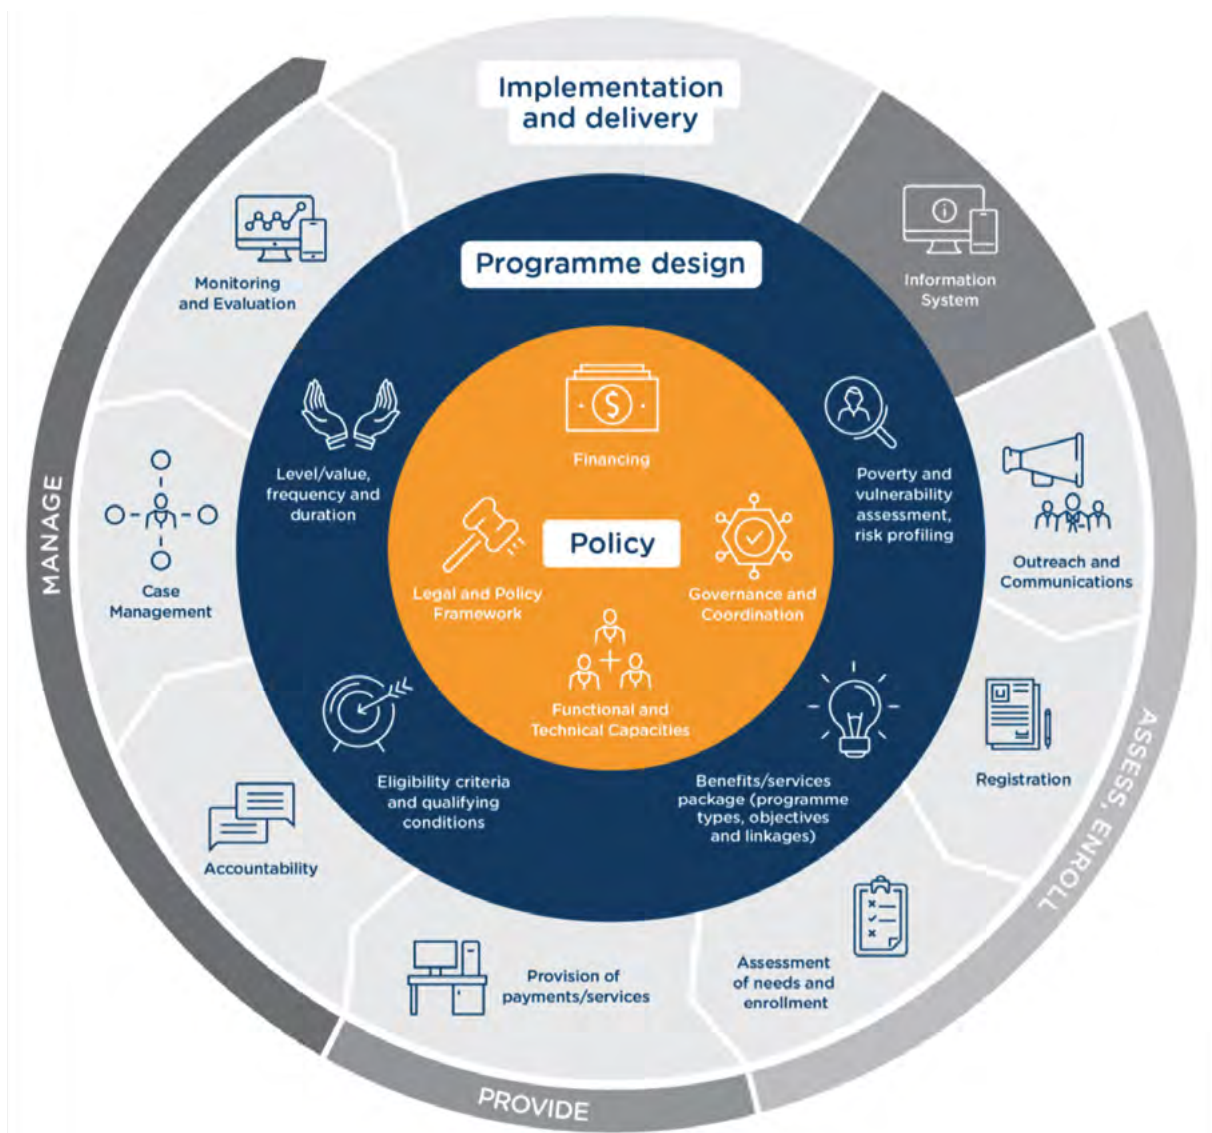 Implementation
and delivery
Information
System
Programme design
Monitoring
and Evaluation
Level/value,
frequency and
duration
Financing
Poverty and
vulnerability
assessment,
risk profiling
Outreach and
Communications
MANAGE
Case
Management
Policy
Legal and Policy
Framework
Governance and
Coordination
Functional and
Technical Capacities
Eligibility criteria
and qualifying
conditions
Benefits/services
package (programme
types, objectives
and linkages)
Registration
ASSESS, ENROLL
Accountability
Provision of
payments/services
Assessment
of needs and
enrollment
PROVIDE